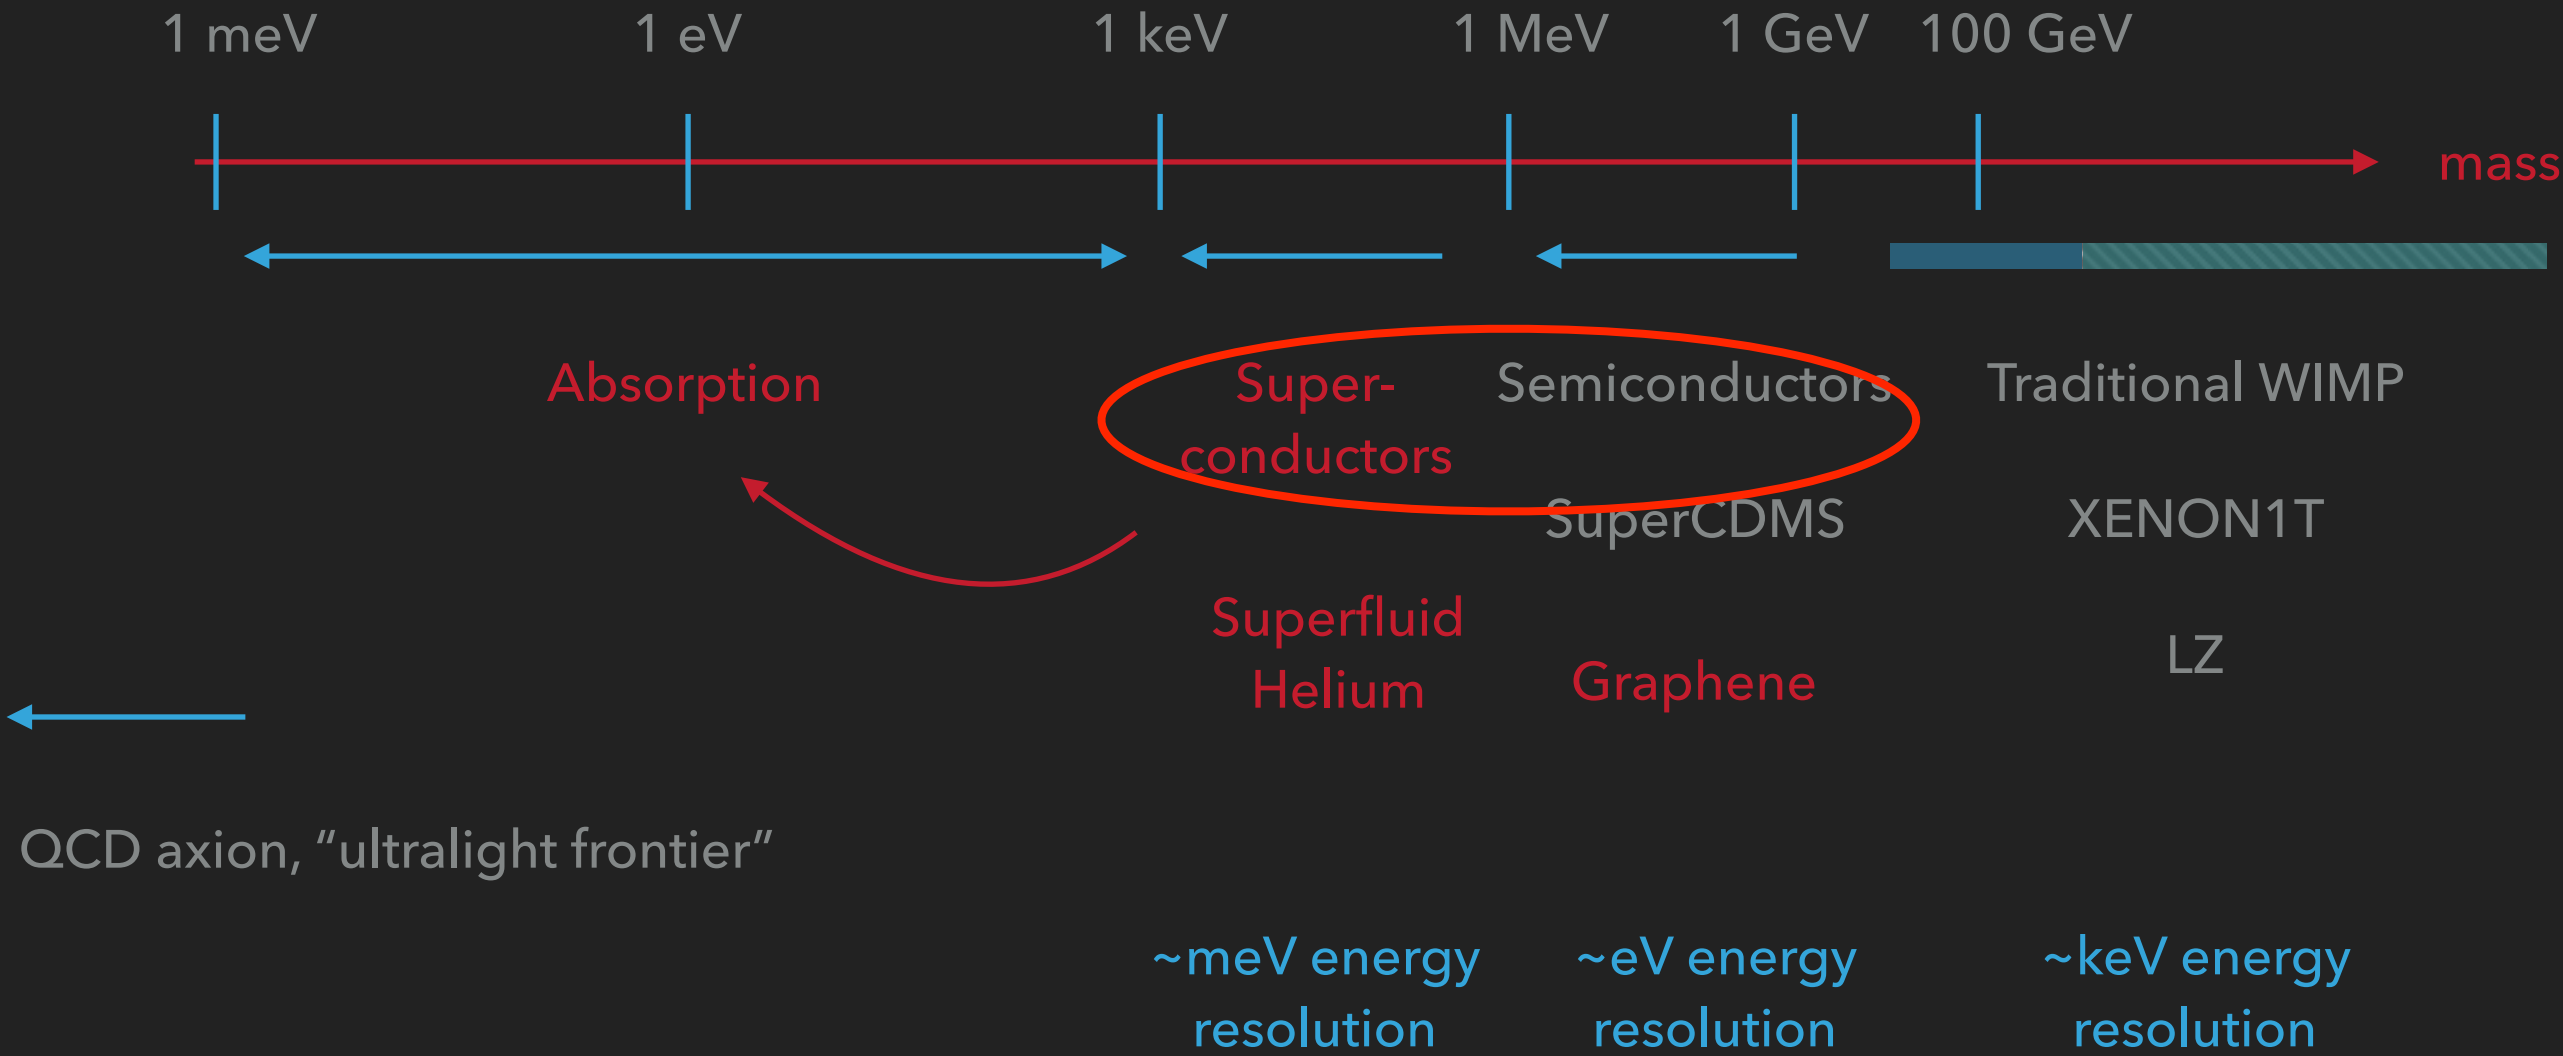 1 meV
1 eV
1 keV
1 MeV
1 GeV
100 GeV
mass
Absorption
Super-
conductors
Semiconductors
Traditional WIMP
SuperCDMS
XENON1T
Superfluid
Helium
Graphene
LZ
QCD axion, “ultralight frontier”
~meV energy
resolution
~eV energy
resolution
~keV energy
resolution